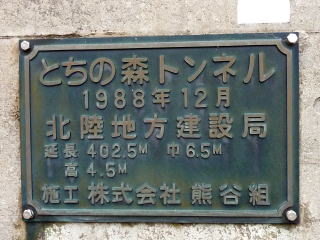 とちの森トンネル
1988年12月
北陸地方建設局
延長 402.5M 巾 6.5M
高 4.5M
施工 株式会社 熊谷組